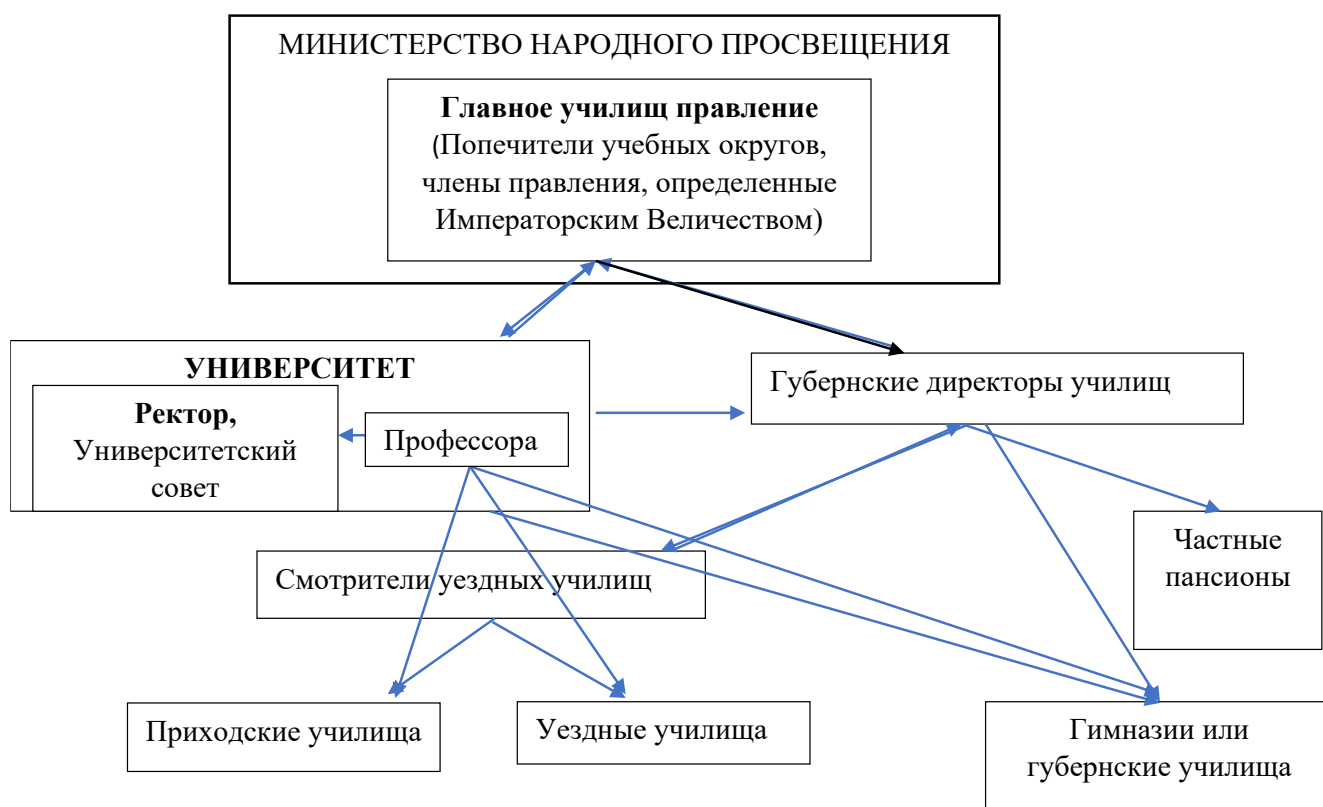 МИНИСТЕРСТВО НАРОДНОГО ПРОСВЕЩЕНИЯ
Главное училищ правление
(Попечители учебных округов,
члены правления, определенные
Императорским Величеством)
УНИВЕРСИТЕТ
Ректор,
Университетский
совет
Профессора
Губернские директоры училищ
Смотрители уездных училищ
Частные
пансионы
Приходские училища
Уездные училища
Гимназии или
губернские училища